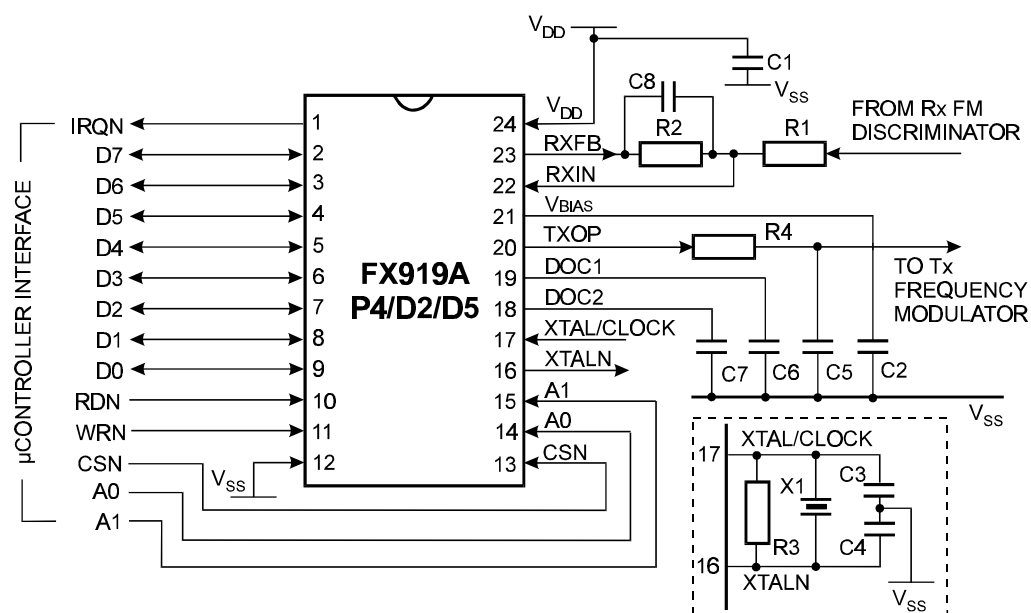 VDD
C1
VSS
C8
R2
R1
FROM Rx FM
DISCRIMINATOR
µCONTROLLER INTERFACE
IRQN
D7
D6
D5
D4
D3
D2
D1
D0
RDN
WRN
CSN
A0
A1
1
2
3
4
5
6
7
8
9
10
11
12
VSS
FX919A
P4/D2/D5
24
VDD
23
RXFB
22
RXIN
21
VBIAS
20
TXOP
R4
19
DOC1
18
DOC2
17
XTAL/CLOCK
16
XTALN
15
A1
14
A0
13
CSN
TO Tx
FREQUENCY
MODULATOR
C7
C6
C5
C2
VSS
17
XTAL/CLOCK
X1
C3
R3
C4
16
XTALN
VSS